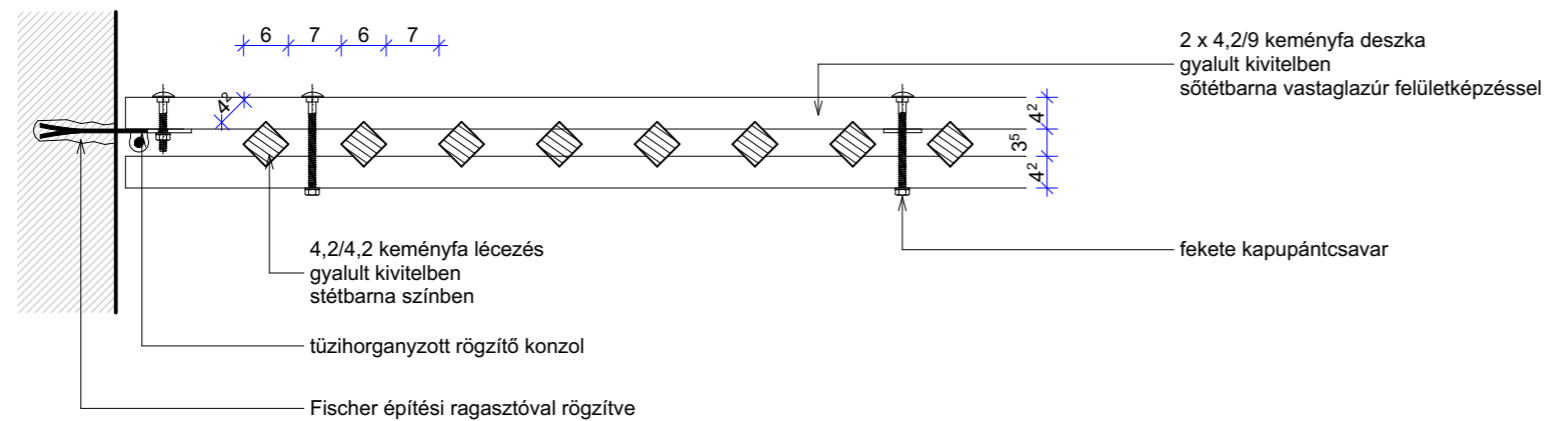 6 7 6 7
2 x 4,2/9 keményfa deszka
gyalult kivitelben
sőtétbarna vastaglazúr felületképzéssel
4²
4²
3⁵
4²
4,2/4,2 keményfa lécezés
gyalult kivitelben
stétbarna színben
fekete kapupántcsavar
tüzihorganyzott rögzítő konzol
Fischer építési ragasztóval rögzítve